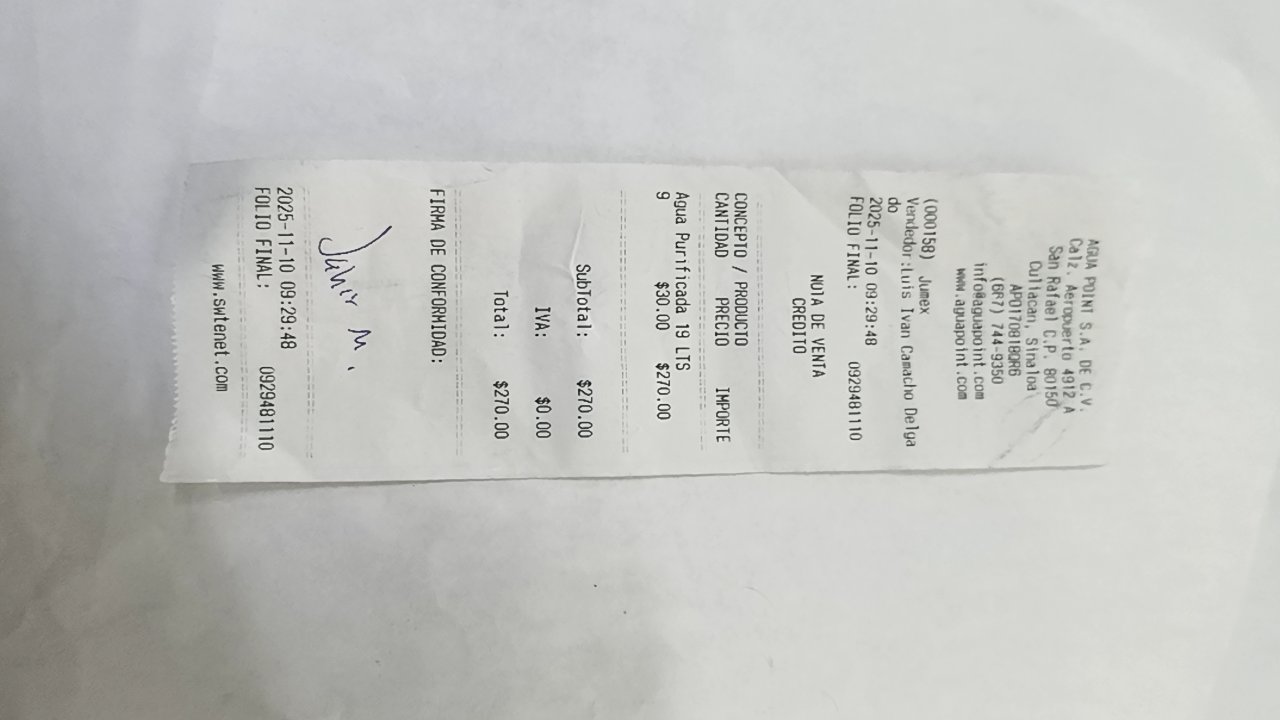 AGUA POINT S.A. DE C.V.
Calz. Aeropuerto 4912 A
San Rafael C.P. 80150
Culiacan, Sinaloa
(667) 744-9350
info@aguapoint.com
www.aguapoint.com
(000158) Jumex
Vendedor:Luis Ivan Camacho Delga
do
2025-11-10 09:29:48
FOLIO FINAL: 0929481110
NOTA DE VENTA
CREDITO
CONCEPTO / PRODUCTO
CANTIDAD PRECIO IMPORTE
Agua Purificada 19 LTS
9 $30.00 $270.00
SubTotal: $270.00
IVA: $0.00
Total: $270.00
FIRMA DE CONFORMIDAD:
2025-11-10 09:29:48
FOLIO FINAL: 0929481110
www.swtenet.com